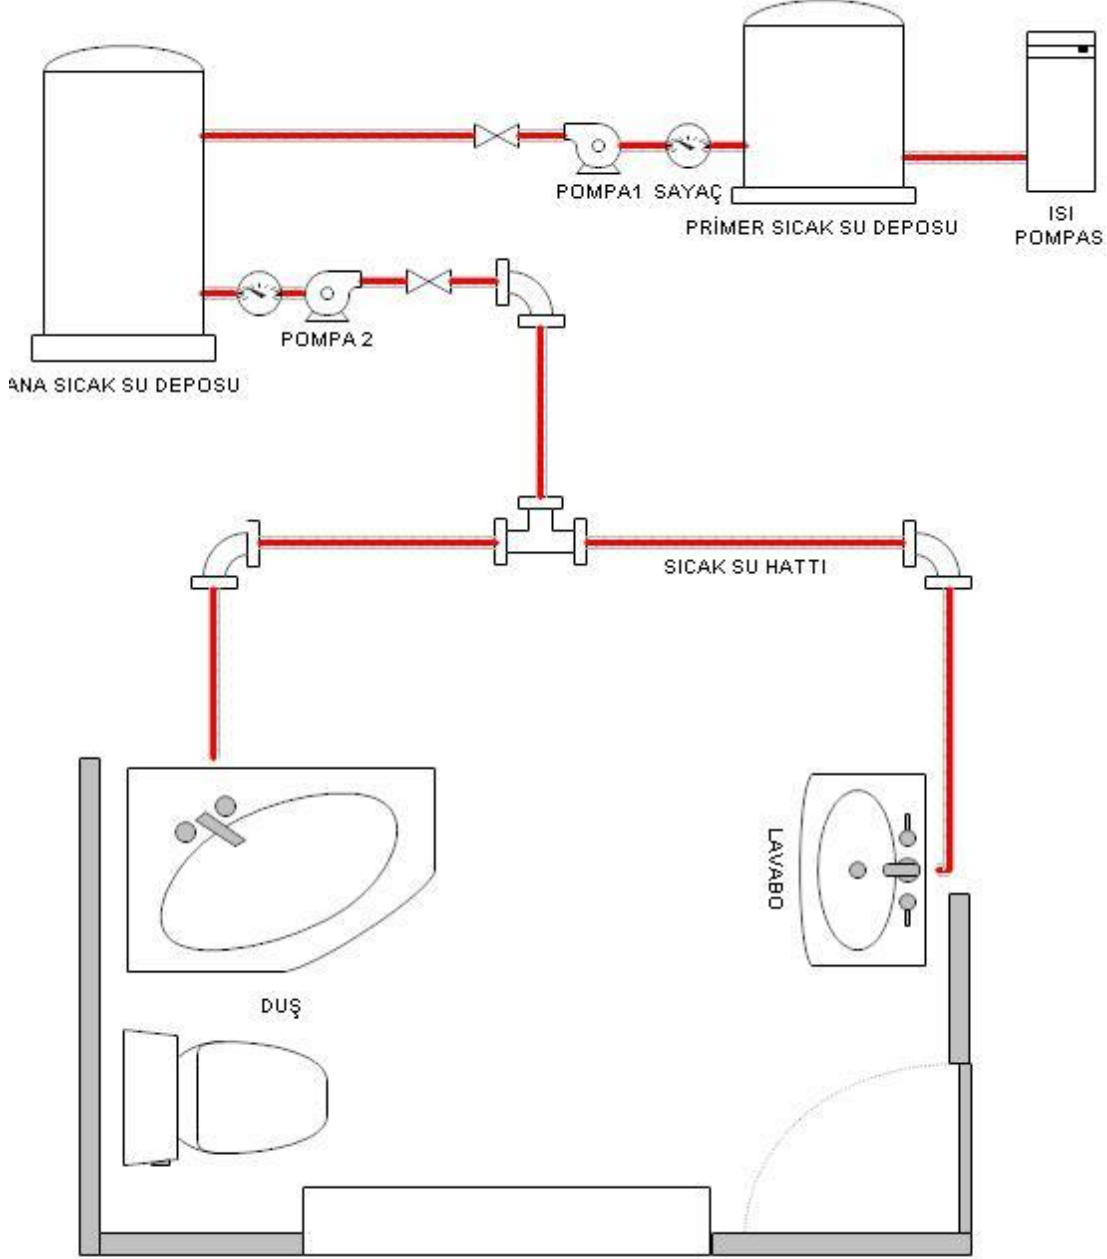 POMPA1 SAYAÇ
PRİMER SICAK SU DEPOSU
ISI
POMPAS
POMPA 2
ANA SICAK SU DEPOSU
SICAK SU HATTI
LAVABO
DUŞ